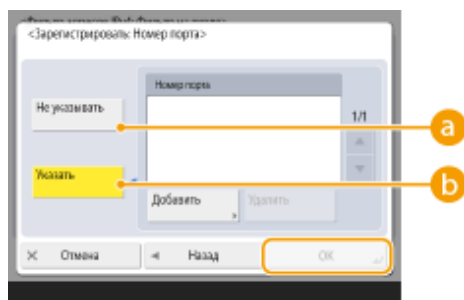 <Зарегистрировать: Номер порта>
Номер порта
Не указывать
1/1
a
Указать
b
Добавить
Удалить
Отмена
Назад
OK